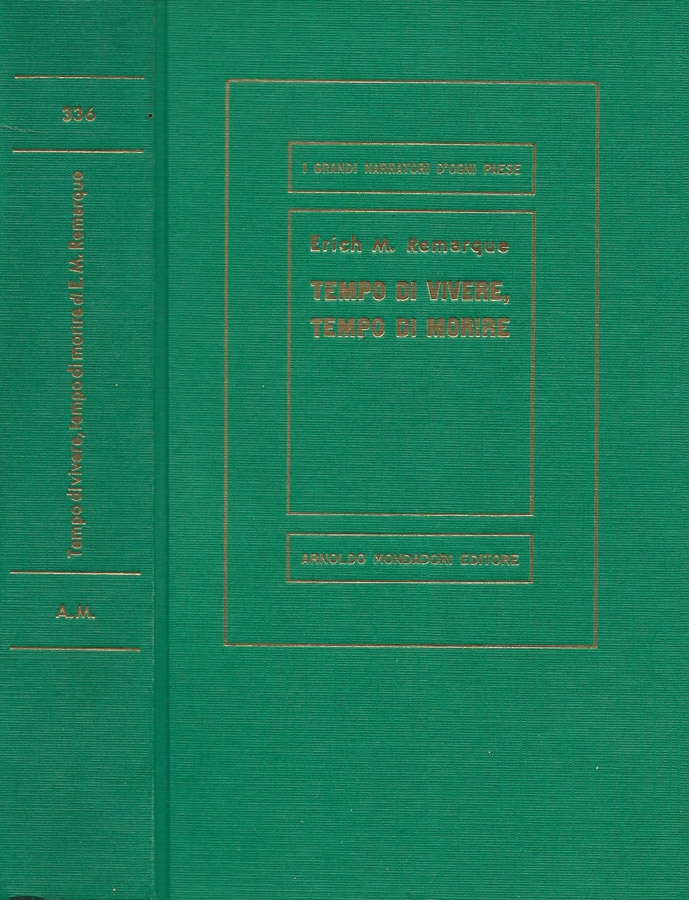 336
Tempo di vivere, tempo di morire di E. M. Remarque
A.M.
I GRANDI NARRATORI D'OGNI PAESE
Erich M. Remarque
TEMPO DI VIVERE,
TEMPO DI MORIRE
ARNOLDO MONDADORI EDITORE